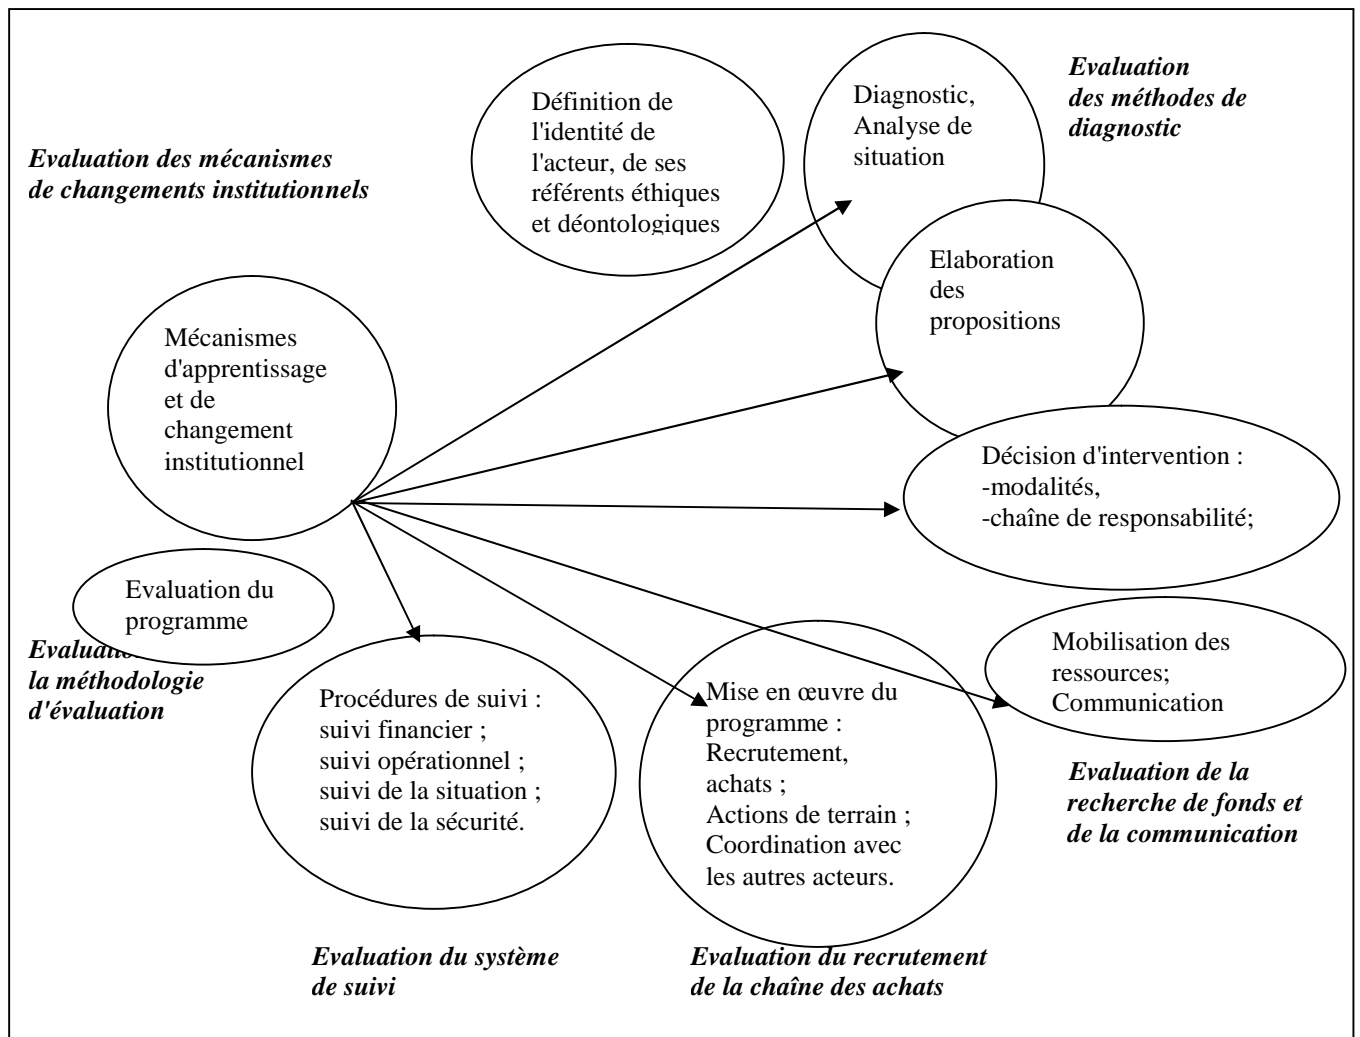 Evaluation des mécanismes
de changements institutionnels
Définition de
l'identité de
l'acteur, de ses
référents éthiques
et déontologiques
Diagnostic,
Analyse de
situation
Evaluation
des méthodes de
diagnostic
Elaboration
des
propositions
Mécanismes
d'apprentissage
et de
changement
institutionnel
Décision d'intervention :
-modalités,
-chaîne de responsabilité;
Evaluation du
programme
la méthodologie
d'évaluation
Mobilisation des
ressources;
Communication
Procédures de suivi :
suivi financier ;
suivi opérationnel ;
suivi de la situation ;
suivi de la sécurité.
Mise en œuvre du
programme :
Recrutement,
achats ;
Actions de terrain ;
Coordination avec
les autres acteurs.
Evaluation de la
recherche de fonds et
de la communication
Evaluation du système
de suivi
Evaluation du recrutement
de la chaîne des achats